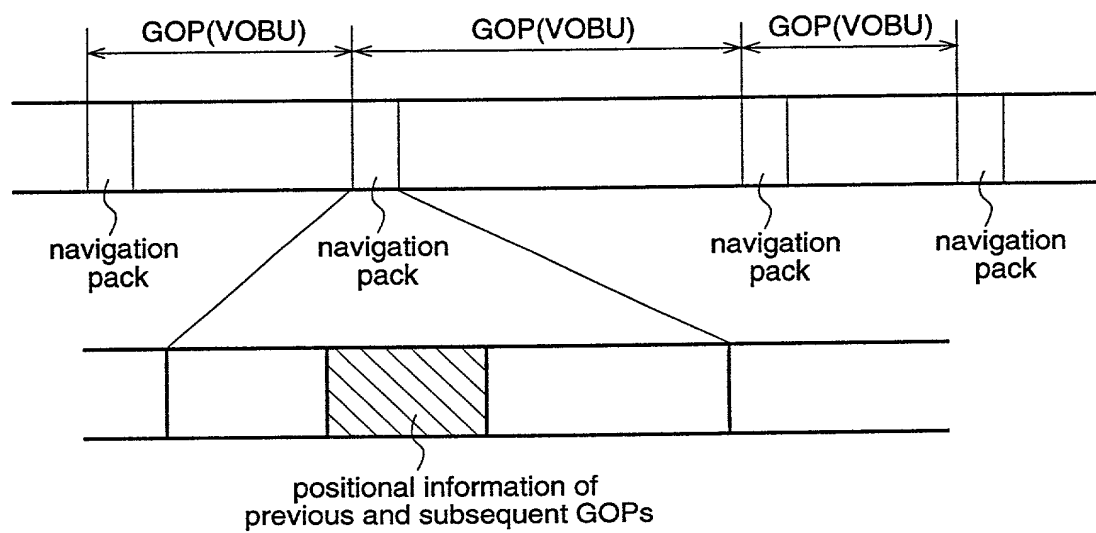 GOP(VOBU)
GOP(VOBU)
GOP(VOBU)
navigation
pack
navigation
pack
navigation
pack
navigation
pack
positional information of
previous and subsequent GOPs